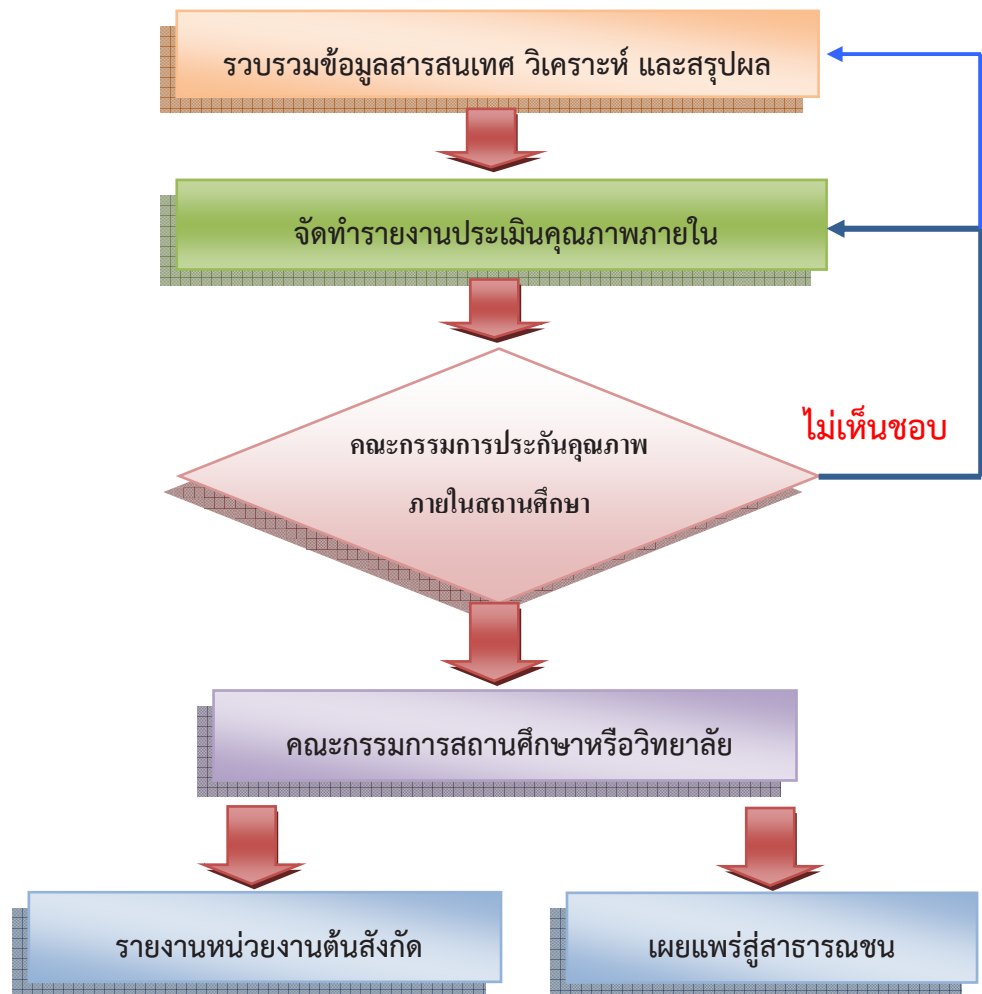 รวบรวมข้อมูลสารสนเทศ วิเคราะห์ และสรุปผล
จัดทำรายงานประเมินคุณภาพภายใน
ไม่เห็นชอบ
คณะกรรมการประกันคุณภาพ
ภายในสถานศึกษา
คณะกรรมการสถานศึกษาหรือวิทยาลัย
รายงานหน่วยงานต้นสังกัด
เผยแพร่สู่สาธารณชน